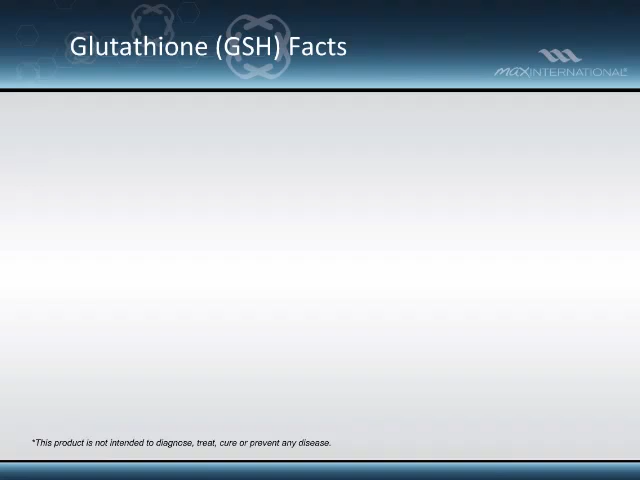 Glutathione (GSH) Facts
maxINTERNATIONAL®
*This product is not intended to diagnose, treat, cure or prevent any disease.